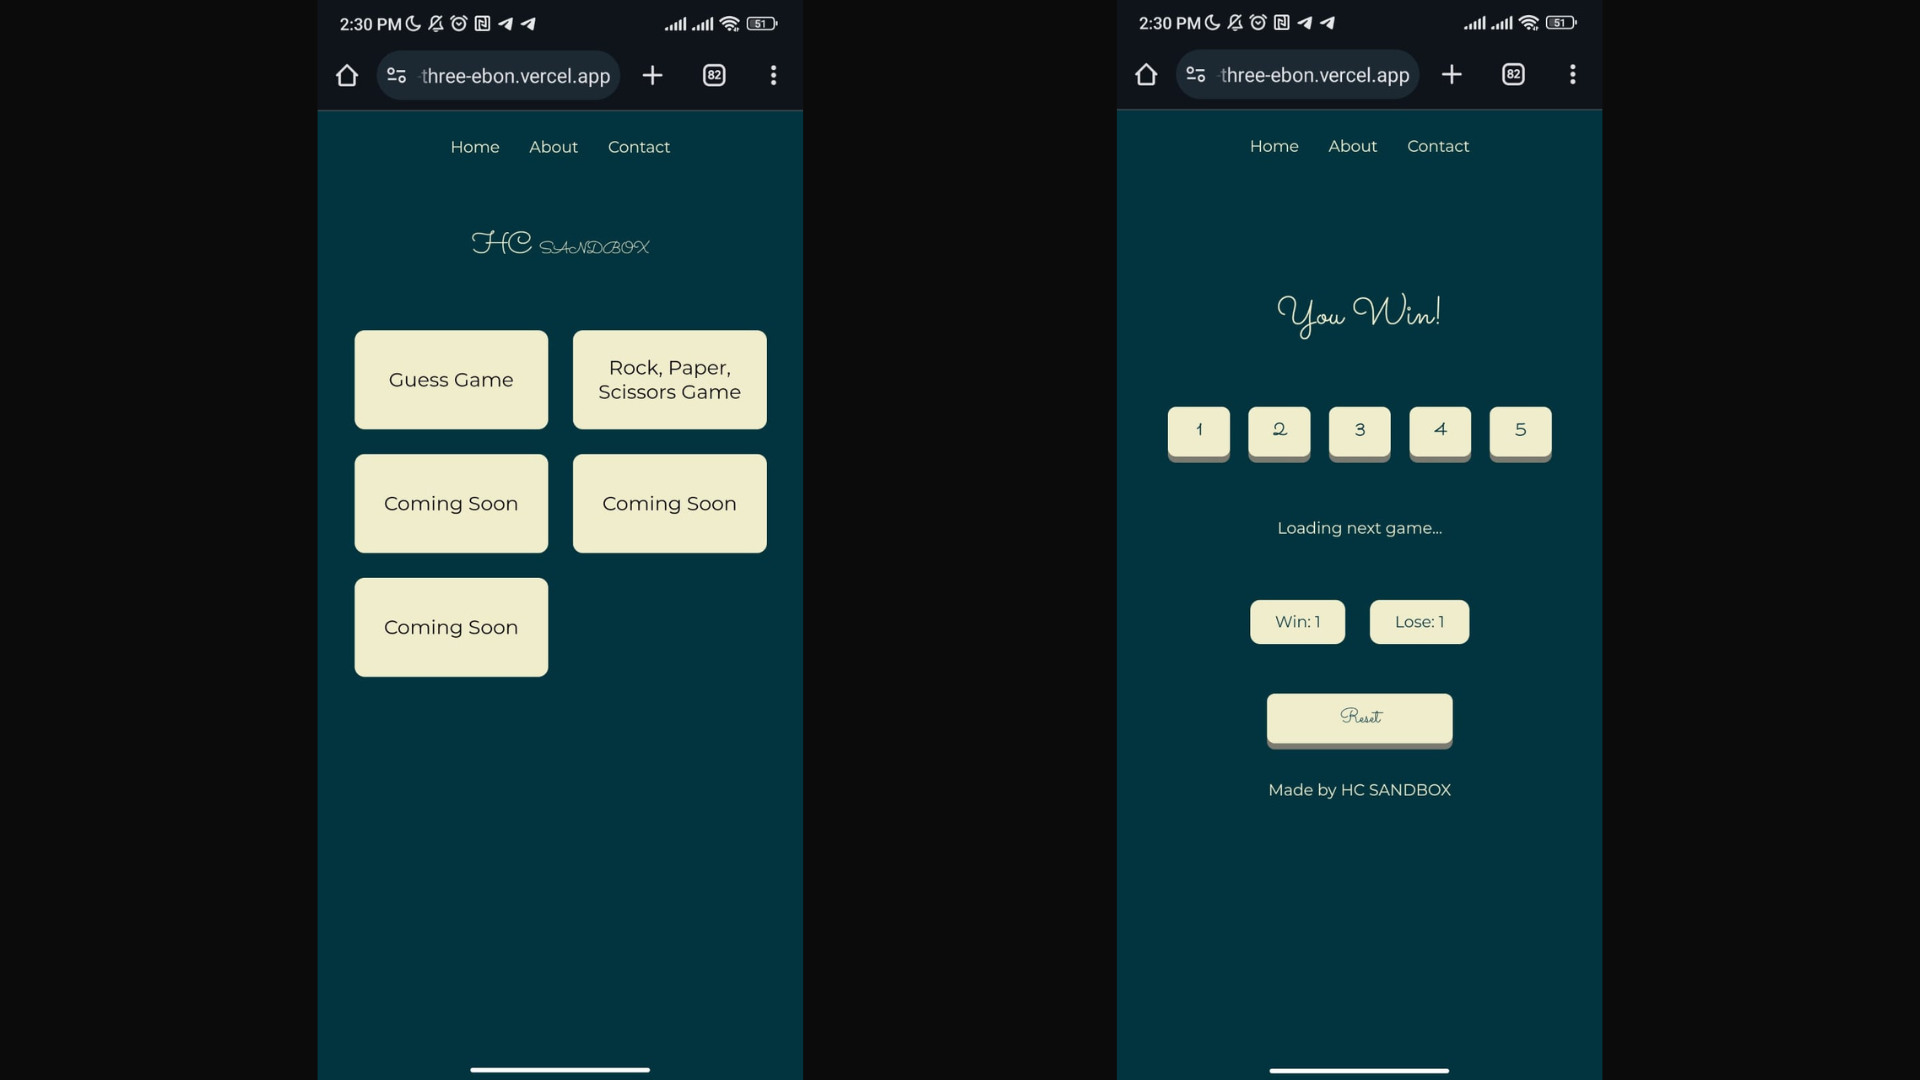 2:30 PM
51
three-ebon.vercel.app
82
Home About Contact
HC SANDBOX
Guess Game
Rock, Paper,
Scissors Game
Coming Soon
Coming Soon
Coming Soon
2:30 PM
51
three-ebon.vercel.app
82
Home About Contact
You Win!
1 2 3 4 5
Loading next game...
Win: 1 Lose: 1
Reset
Made by HC SANDBOX